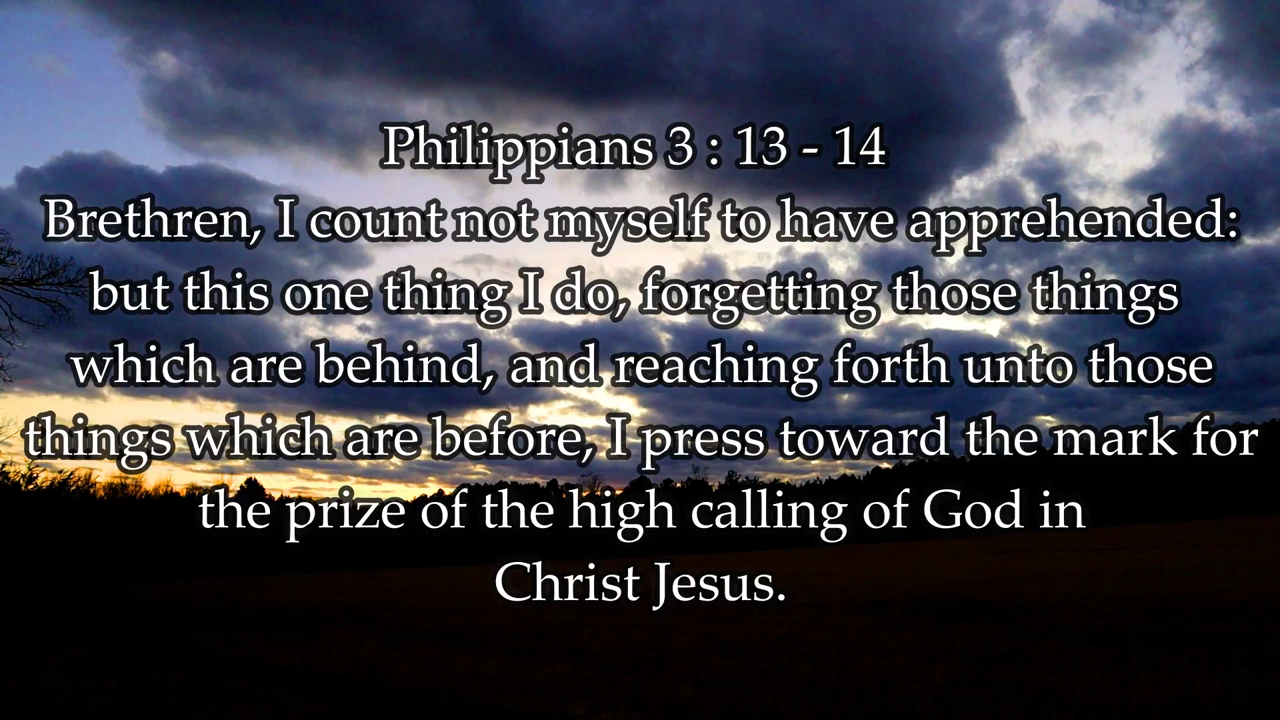 Philippians 3 : 13 - 14
Brethren, I count not myself to have apprehended:
but this one thing I do, forgetting those things
which are behind, and reaching forth unto those
things which are before, I press toward the mark for
the prize of the high calling of God in
Christ Jesus.